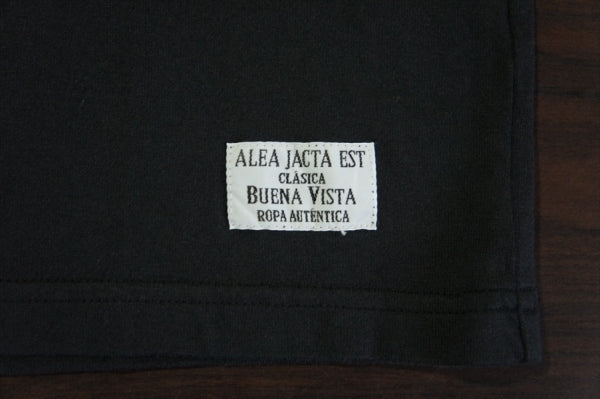 ALEA JACTA EST
CLÁSICA
BUENA VISTA
ROPA AUTÉNTICA